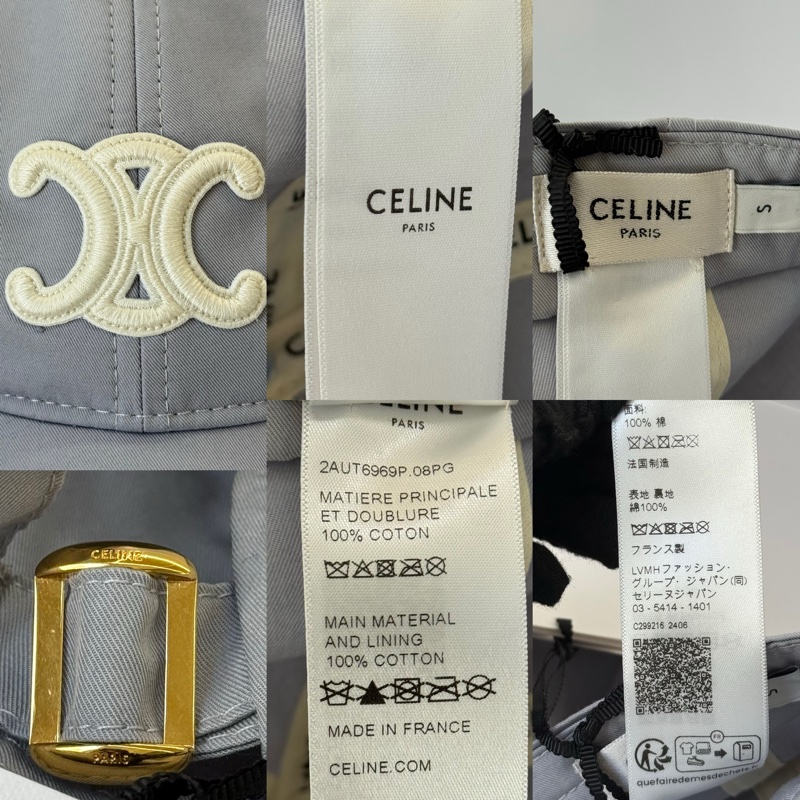 CELINE
PARIS
CELINE
PARIS
S
CELINE
PARIS
CELINE
PARIS
2AUT6969P.08PG
MATIERE PRINCIPALE
ET DOUBLURE
100% COTON
MAIN MATERIAL
AND LINING
100% COTTON
MADE IN FRANCE
CELINE.COM
面料:
100% 棉
法国制造
表地 裏地
綿100%
フランス製
LVMHファッション・
グループ・ジャパン(同)
セリーヌジャパン
03 - 5414 - 1401
C299216 2406
FR
quefairedemesdechets.fr
S